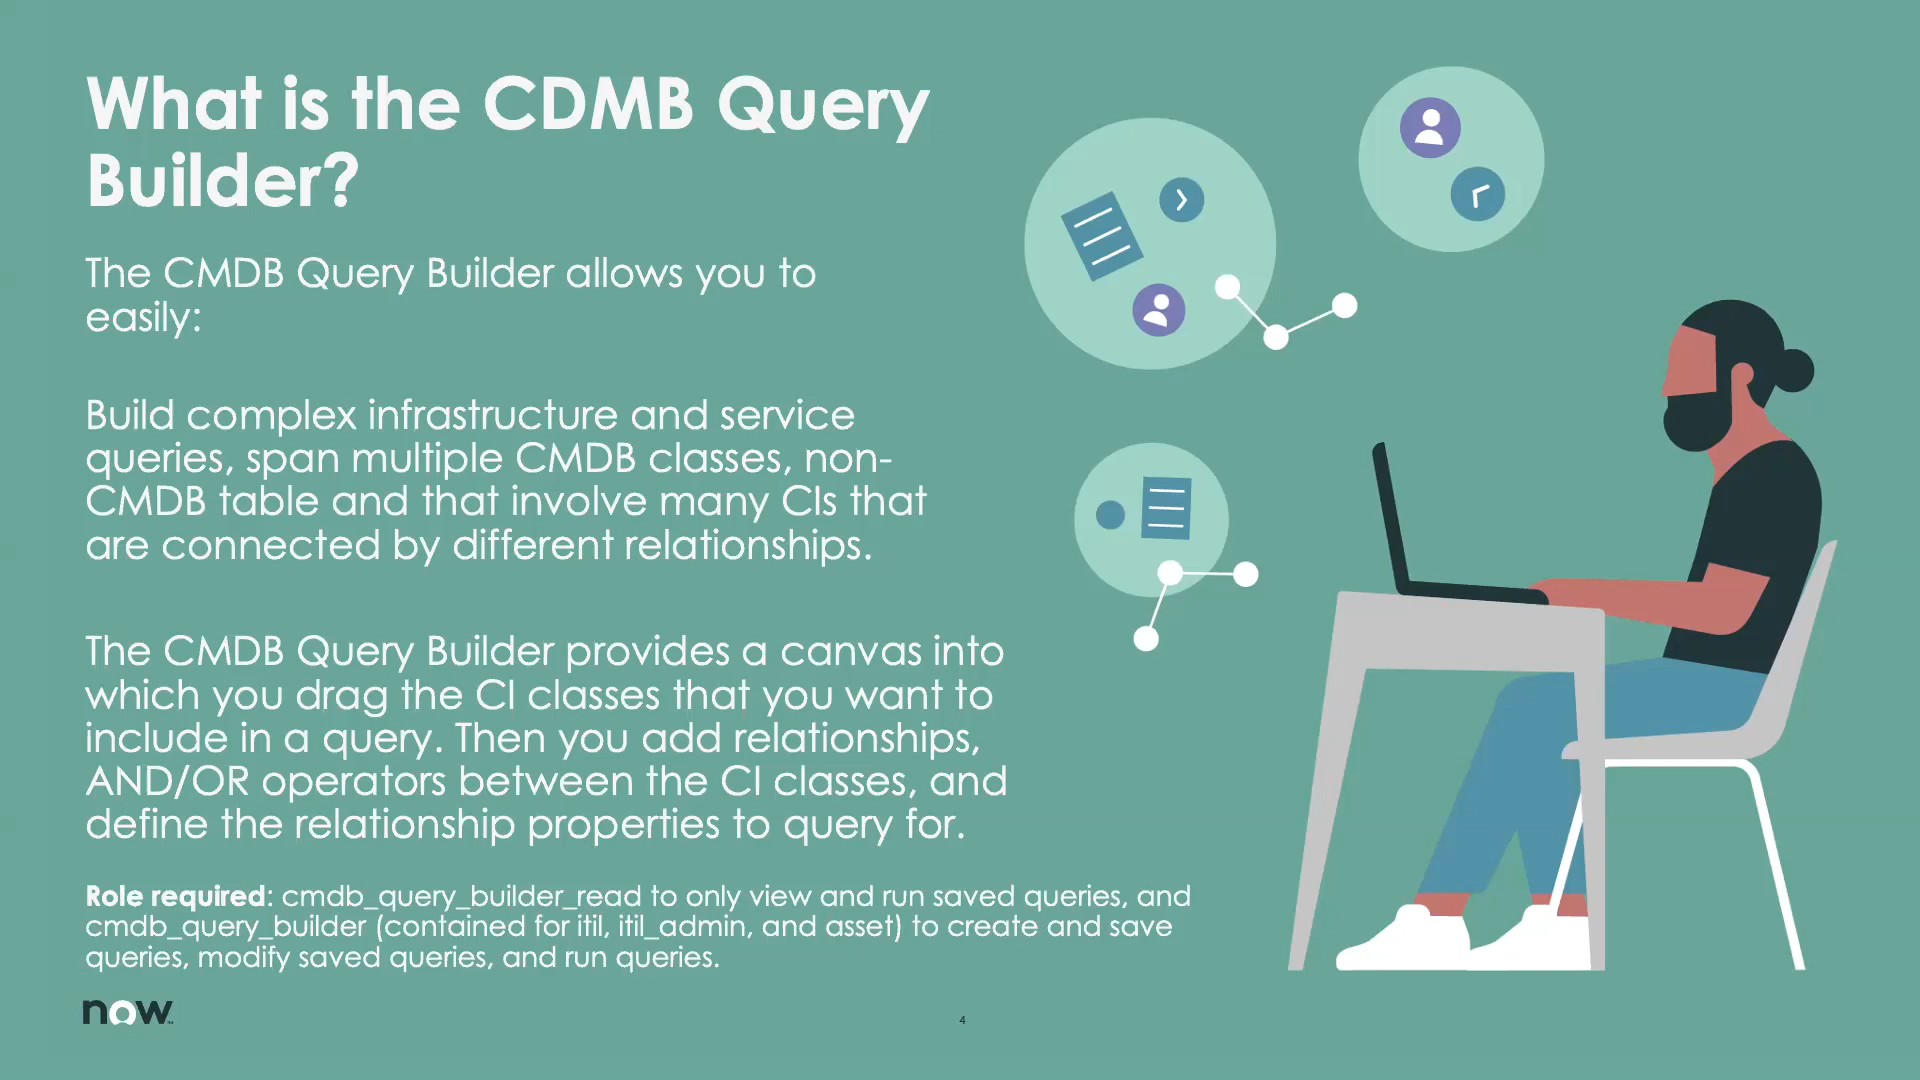 What is the CDMB Query
Builder?
The CMDB Query Builder allows you to
easily:
Build complex infrastructure and service
queries, span multiple CMDB classes, non-
CMDB table and that involve many CIs that
are connected by different relationships.
The CMDB Query Builder provides a canvas into
which you drag the CI classes that you want to
include in a query. Then you add relationships,
AND/OR operators between the CI classes, and
define the relationship properties to query for.
Role required: cmdb_query_builder_read to only view and run saved queries, and
cmdb_query_builder (contained for itil, itil_admin, and asset) to create and save
queries, modify saved queries, and run queries.
now
4